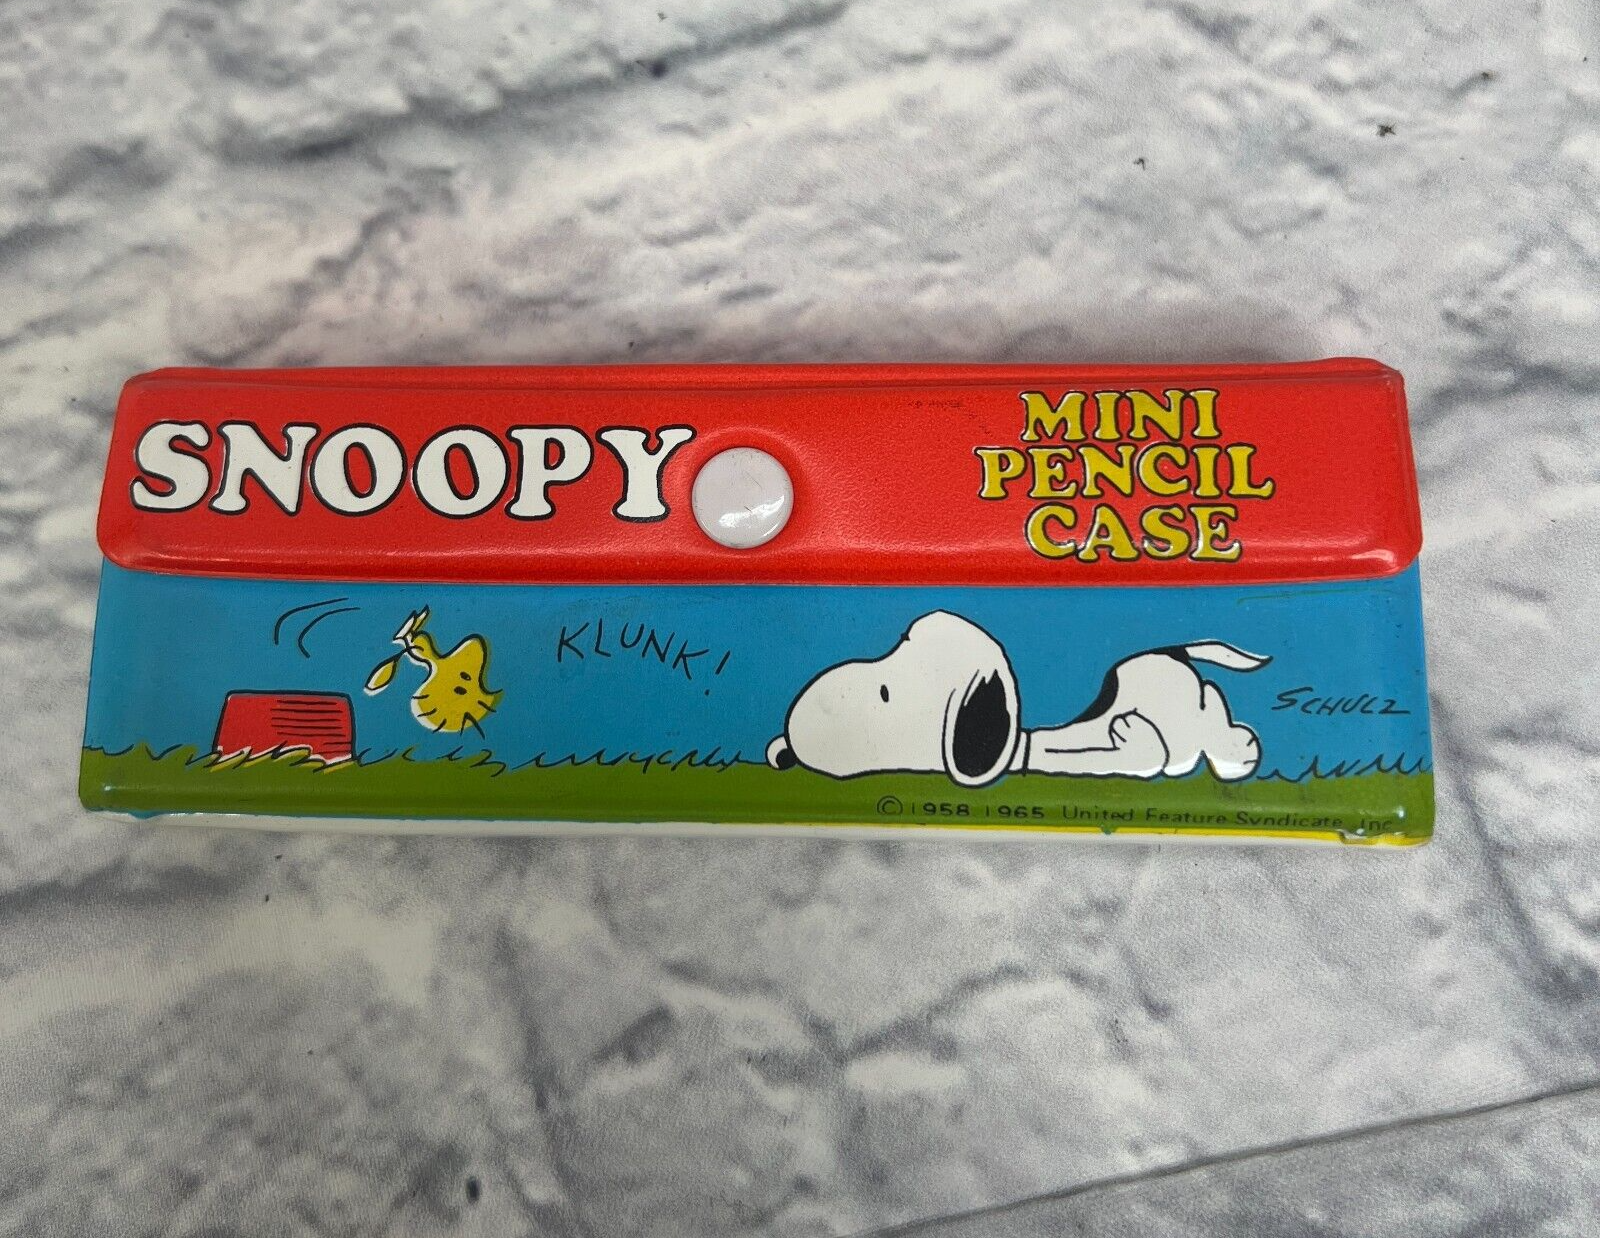 SNOOPY
MINI
PENCIL
CASE
KLUNK!
SCHULZ
© 1958 1965 United Feature Syndicate, Inc.